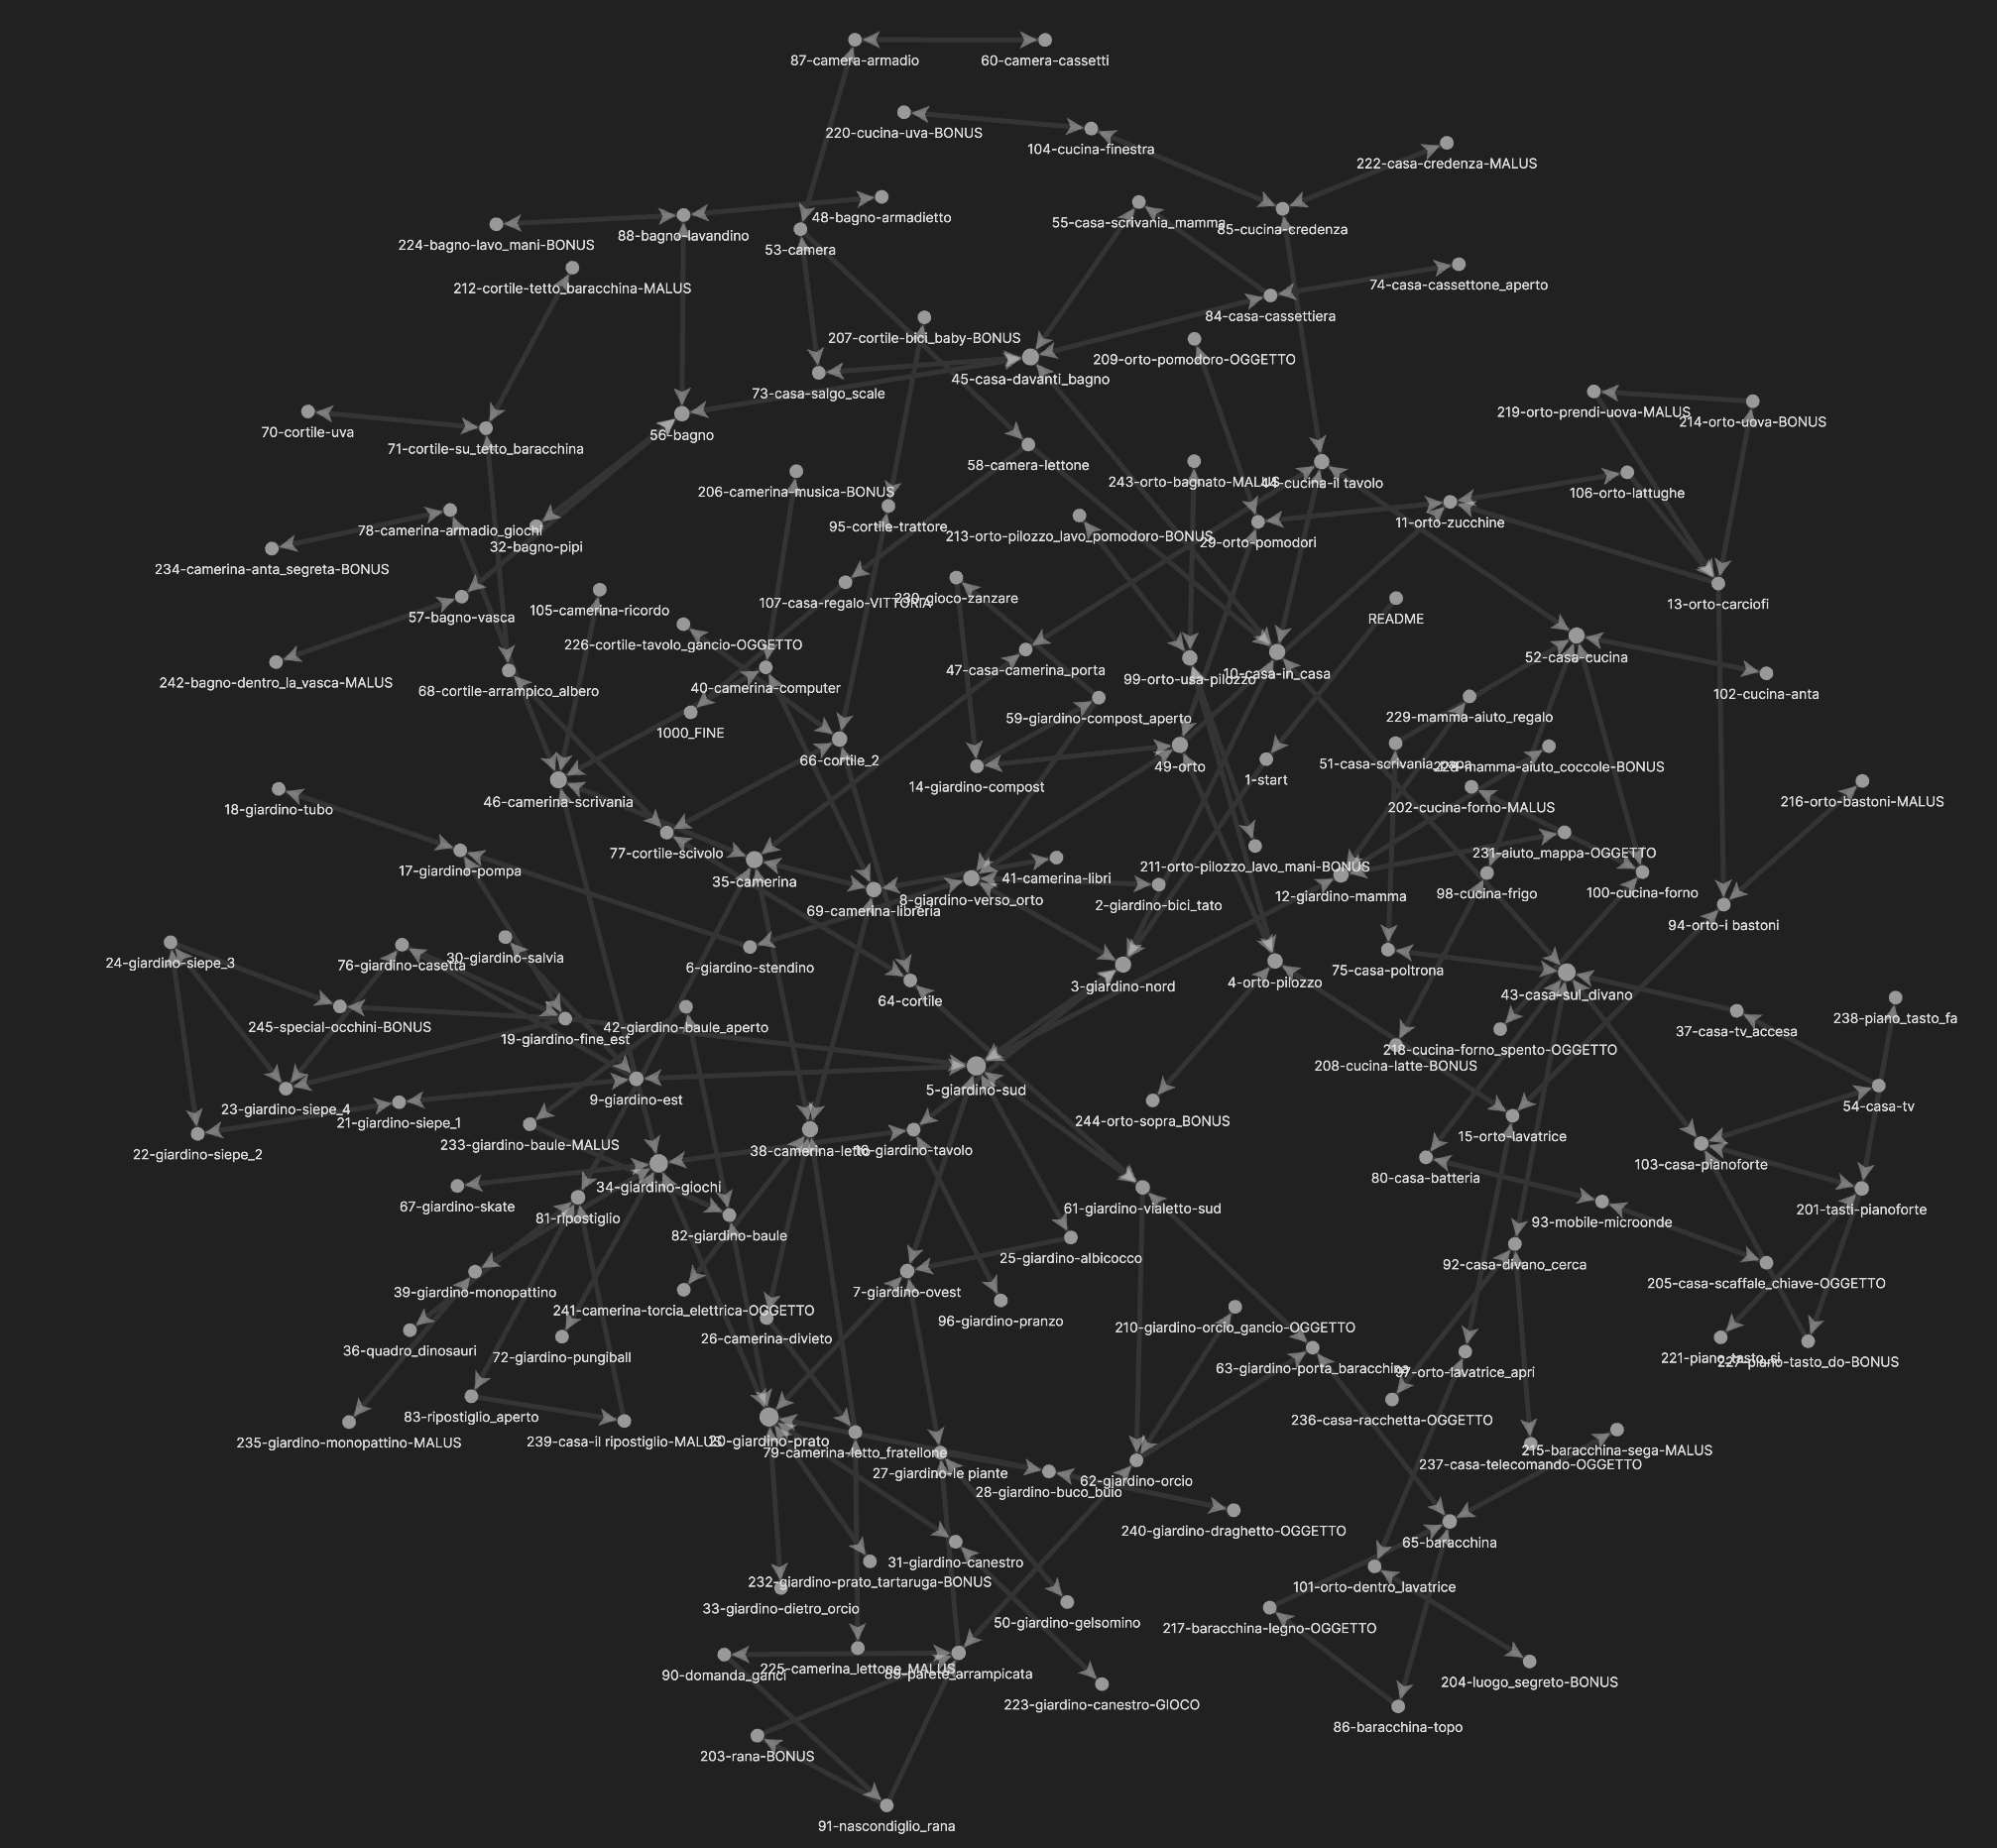 87-camera-armadio
60-camera-cassetti
220-cucina-uva-BONUS
104-cucina-finestra
222-casa-credenza-MALUS
48-bagno-armadietto
55-casa-scrivania_mamma
85-cucina-credenza
224-bagno-lavo_mani-BONUS
88-bagno-lavandino
53-camera
212-cortile-tetto_baracchina-MALUS
74-casa-cassettone_aperto
84-casa-cassettiera
207-cortile-bici_baby-BONUS
209-orto-pomodoro-OGGETTO
45-casa-davanti_bagno
73-casa-salgo_scale
219-orto-prendi-uova-MALUS
214-orto-uova-BONUS
70-cortile-uva
56-bagno
71-cortile-su_tetto_baracchina
58-camera-lettone
243-orto-bagnato-MALUS
44-cucina-il tavolo
206-camerina-musica-BONUS
106-orto-lattughe
78-camerina-armadio_giochi
95-cortile-trattore
11-orto-zucchine
213-orto-pilozzo_lavo_pomodoro-BONUS
29-orto-pomodori
32-bagno-pipi
234-camerina-anta_segreta-BONUS
107-casa-regalo-VITTORIA
230-gioco-zanzare
105-camerina-ricordo
13-orto-carciofi
57-bagno-vasca
README
226-cortile-tavolo_gancio-OGGETTO
52-casa-cucina
47-casa-camerina_porta
99-orto-usa-pilozzo
10-casa-in_casa
242-bagno-dentro_la_vasca-MALUS
68-cortile-arrampico_albero
40-camerina-computer
102-cucina-anta
59-giardino-compost_aperto
229-mamma-aiuto_regalo
1000_FINE
66-cortile_2
49-orto
51-casa-scrivania_papa
228-mamma-aiuto_coccole-BONUS
14-giardino-compost
1-start
46-camerina-scrivania
18-giardino-tubo
202-cucina-forno-MALUS
216-orto-bastoni-MALUS
77-cortile-scivolo
231-aiuto_mappa-OGGETTO
17-giardino-pompa
211-orto-pilozzo_lavo_mani-BONUS
35-camerina
41-camerina-libri
98-cucina-frigo
100-cucina-forno
12-giardino-mamma
8-giardino-verso_orto
2-giardino-bici_tato
69-camerina-libreria
94-orto-i bastoni
24-giardino-siepe_3
76-giardino-casetta
30-giardino-salvia
6-giardino-stendino
75-casa-poltrona
3-giardino-nord
4-orto-pilozzo
43-casa-sul_divano
64-cortile
238-piano_tasto_fa
245-special-occhini-BONUS
42-giardino-baule_aperto
37-casa-tv_accesa
19-giardino-fine_est
218-cucina-forno_spento-OGGETTO
208-cucina-latte-BONUS
5-giardino-sud
9-giardino-est
54-casa-tv
23-giardino-siepe_4
21-giardino-siepe_1
244-orto-sopra_BONUS
15-orto-lavatrice
233-giardino-baule-MALUS
38-camerina-letto
16-giardino-tavolo
22-giardino-siepe_2
103-casa-pianoforte
80-casa-batteria
34-giardino-giochi
67-giardino-skate
61-giardino-vialetto-sud
201-tasti-pianoforte
81-ripostiglio
93-mobile-microonde
82-giardino-baule
25-giardino-albicocco
92-casa-divano_cerca
205-casa-scaffale_chiave-OGGETTO
39-giardino-monopattino
7-giardino-ovest
241-camerina-torcia_elettrica-OGGETTO
96-giardino-pranzo
210-giardino-orcio_gancio-OGGETTO
26-camerina-divieto
36-quadro_dinosauri
72-giardino-pungiball
221-piano_tasto_si
227-piano-tasto_do-BONUS
63-giardino-porta_baracchina
97-orto-lavatrice_apri
83-ripostiglio_aperto
236-casa-racchetta-OGGETTO
235-giardino-monopattino-MALUS
239-casa-il ripostiglio-MALUS
20-giardino-prato
79-camerina-letto_fratellone
215-baracchina-sega-MALUS
237-casa-telecomando-OGGETTO
27-giardino-le piante
62-giardino-orcio
28-giardino-buco_buio
240-giardino-draghetto-OGGETTO
65-baracchina
31-giardino-canestro
232-giardino-prato_tartaruga-BONUS
101-orto-dentro_lavatrice
33-giardino-dietro_orcio
50-giardino-gelsomino
217-baracchina-legno-OGGETTO
225-camerina_lettone_MALUS
90-domanda_ganci
89-parete_arrampicata
204-luogo_segreto-BONUS
223-giardino-canestro-GIOCO
86-baracchina-topo
203-rana-BONUS
91-nascondiglio_rana